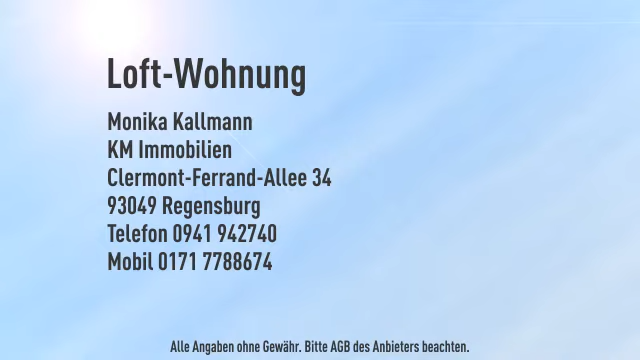 Loft-Wohnung
Monika Kallmann
KM Immobilien
Clermont-Ferrand-Allee 34
93049 Regensburg
Telefon 0941 942740
Mobil 0171 7788674
Alle Angaben ohne Gewähr. Bitte AGB des Anbieters beachten.